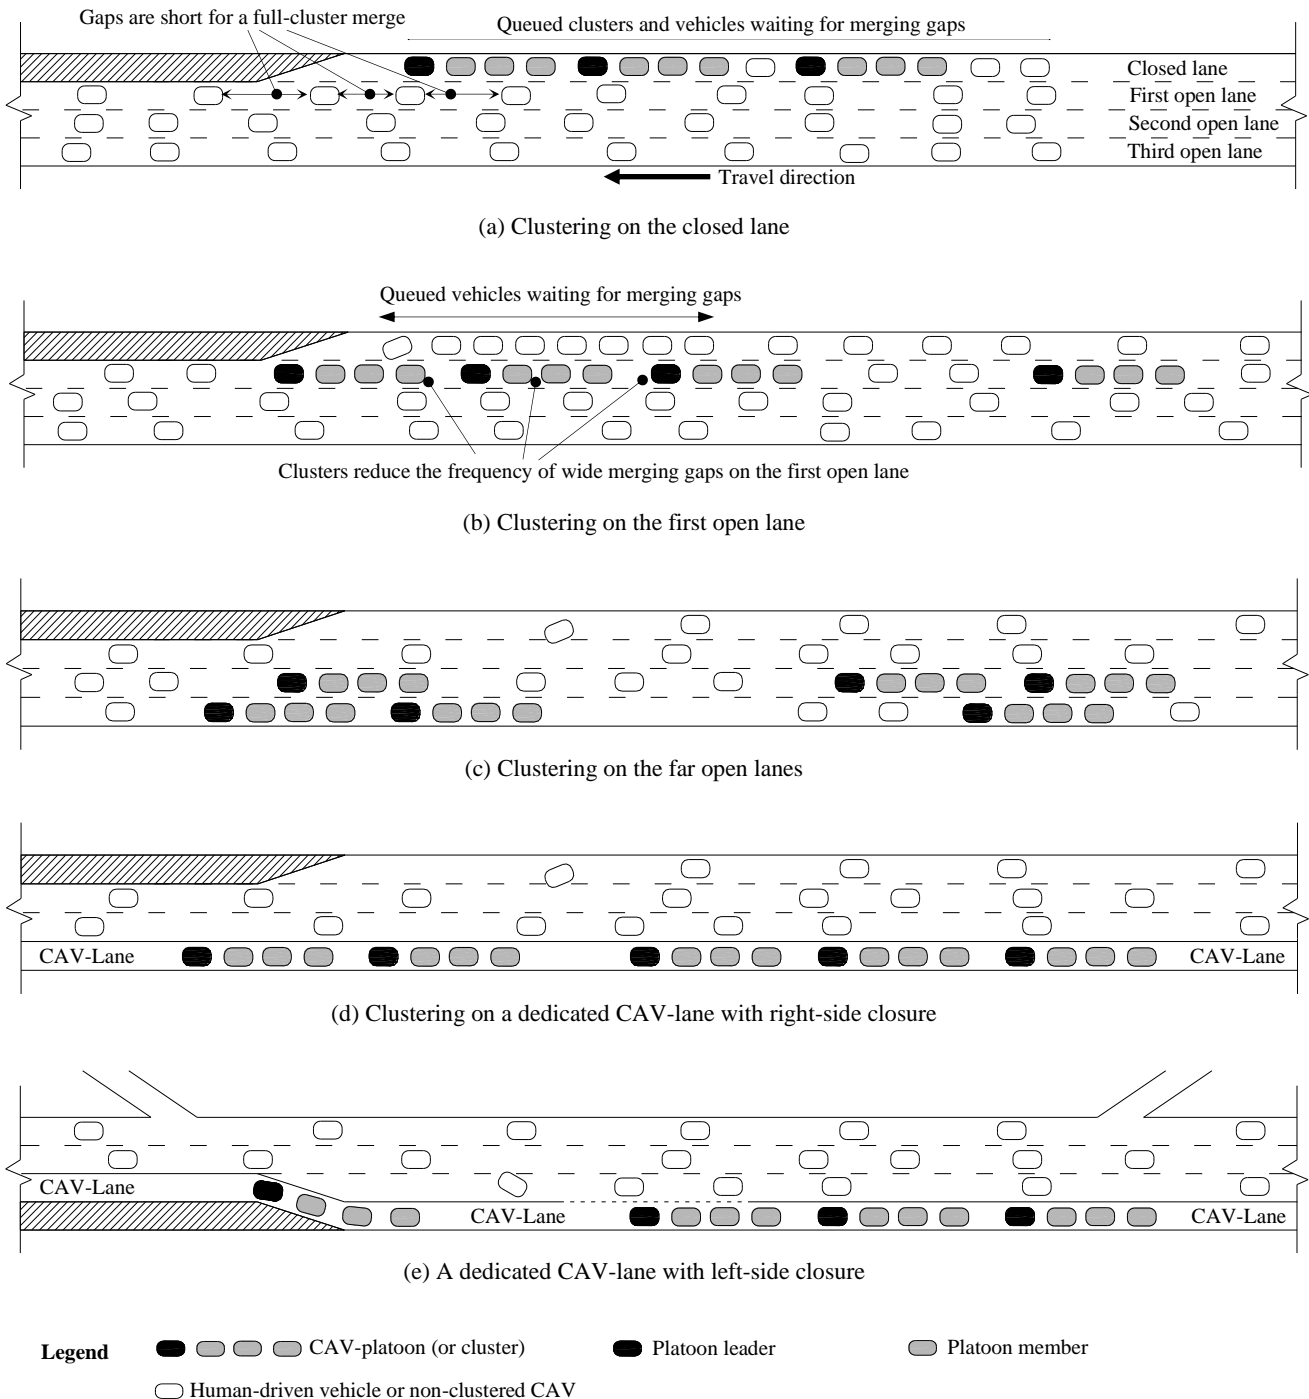 Gaps are short for a full-cluster merge
Queued clusters and vehicles waiting for merging gaps
Closed lane
First open lane
Second open lane
Third open lane
Travel direction
(a) Clustering on the closed lane
Queued vehicles waiting for merging gaps
Clusters reduce the frequency of wide merging gaps on the first open lane
(b) Clustering on the first open lane
(c) Clustering on the far open lanes
CAV-Lane
CAV-Lane
(d) Clustering on a dedicated CAV-lane with right-side closure
CAV-Lane
CAV-Lane
CAV-Lane
(e) A dedicated CAV-lane with left-side closure
Legend
CAV-platoon (or cluster)
Platoon leader
Platoon member
Human-driven vehicle or non-clustered CAV